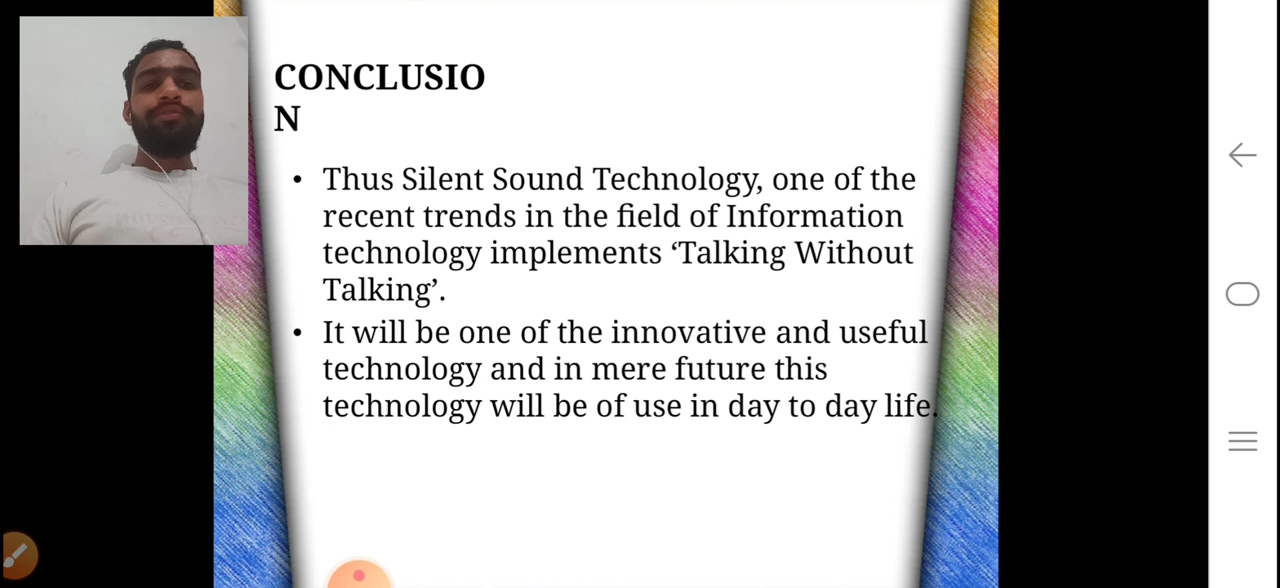 CONCLUSIO
N
• Thus Silent Sound Technology, one of the
recent trends in the field of Information
technology implements ‘Talking Without
Talking’.
• It will be one of the innovative and useful
technology and in mere future this
technology will be of use in day to day life.